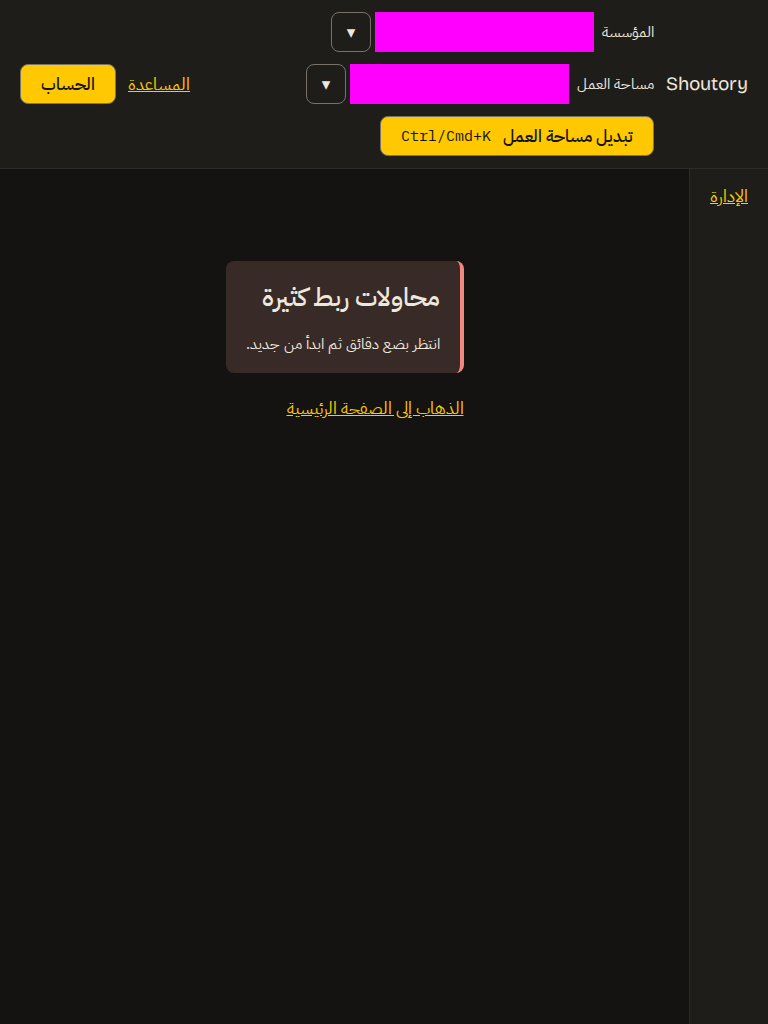 المؤسسة
▼
Shoutory
مساحة العمل
▼
المساعدة
الحساب
تبديل مساحة العمل Ctrl/Cmd+K
الإدارة
محاولات ربط كثيرة
انتظر بضع دقائق ثم ابدأ من جديد.
الذهاب إلى الصفحة الرئيسية